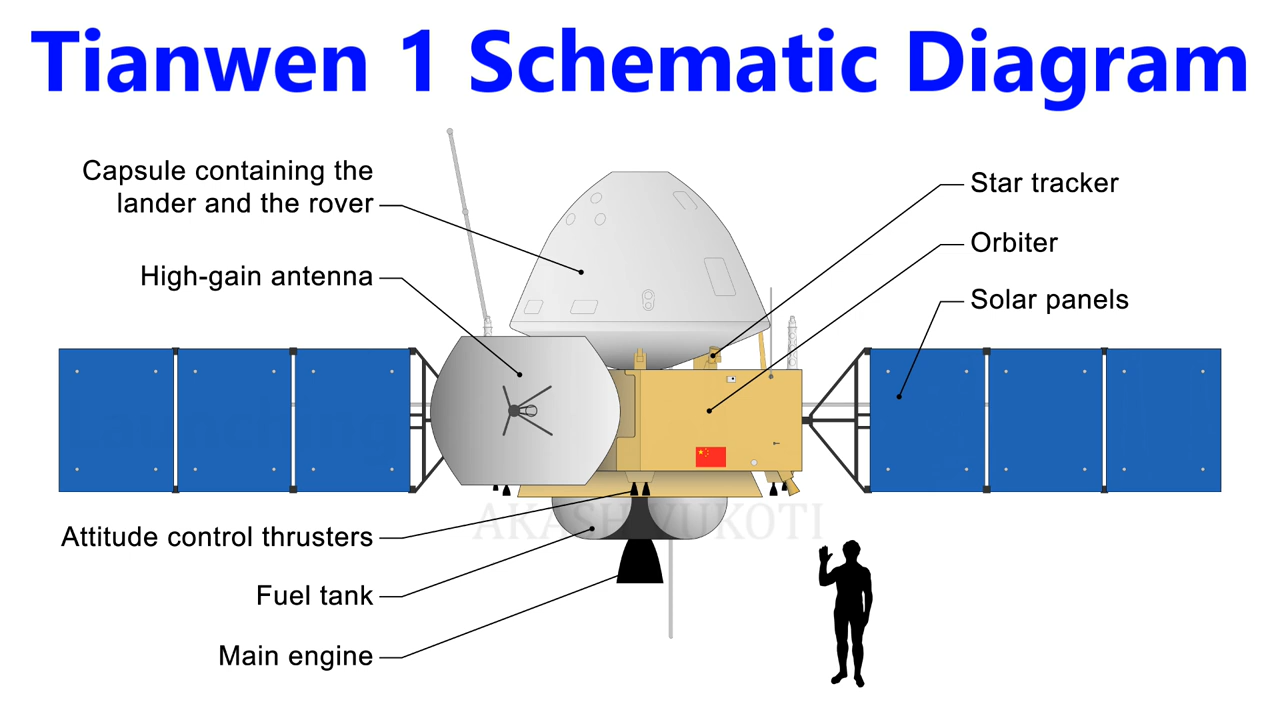 Tianwen 1 Schematic Diagram
Capsule containing the
lander and the rover
High-gain antenna
Star tracker
Orbiter
Solar panels
Attitude control thrusters
Fuel tank
Main engine